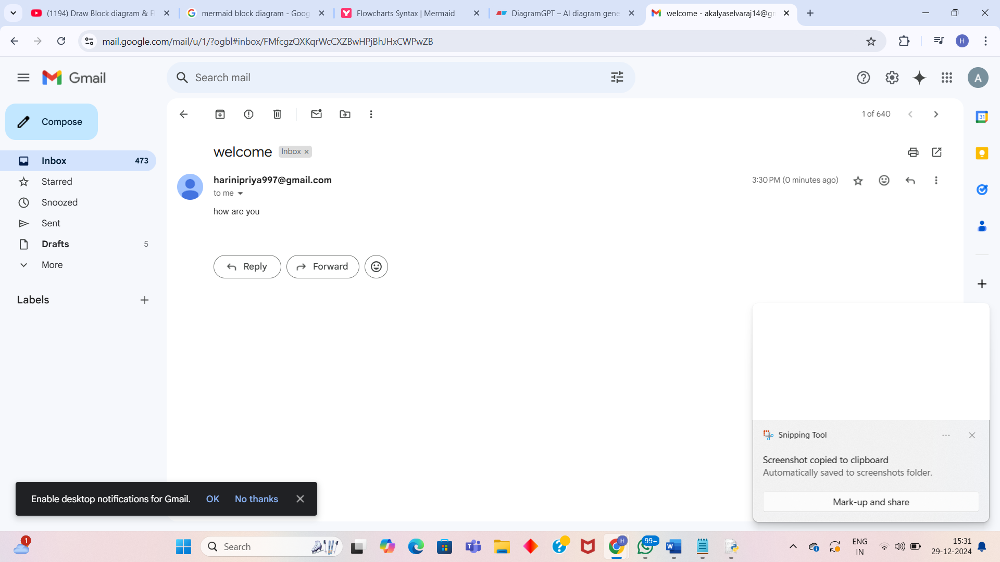 (1194) Draw Block diagram & Fl
mermaid block diagram - Goog
Flowcharts Syntax | Mermaid
DiagramGPT – AI diagram gene
welcome - akalyaselvaraj14@gr
mail.google.com/mail/u/1/?ogbl#inbox/FMfcgzQXKqrWcCXZBwHPjBhJHxCWPwZB
H
Gmail
Search mail
A
Compose
1 of 640
welcome
Inbox ×
Inbox 473
31
harinipriya997@gmail.com
3:30 PM (0 minutes ago)
Starred
to me
Snoozed
how are you
Sent
Drafts 5
More
Reply
Forward
Labels
Snipping Tool
Screenshot copied to clipboard
Automatically saved to screenshots folder.
Enable desktop notifications for Gmail. OK No thanks
Mark-up and share
1
Search
H
99+
W
ENG
IN
15:31
29-12-2024